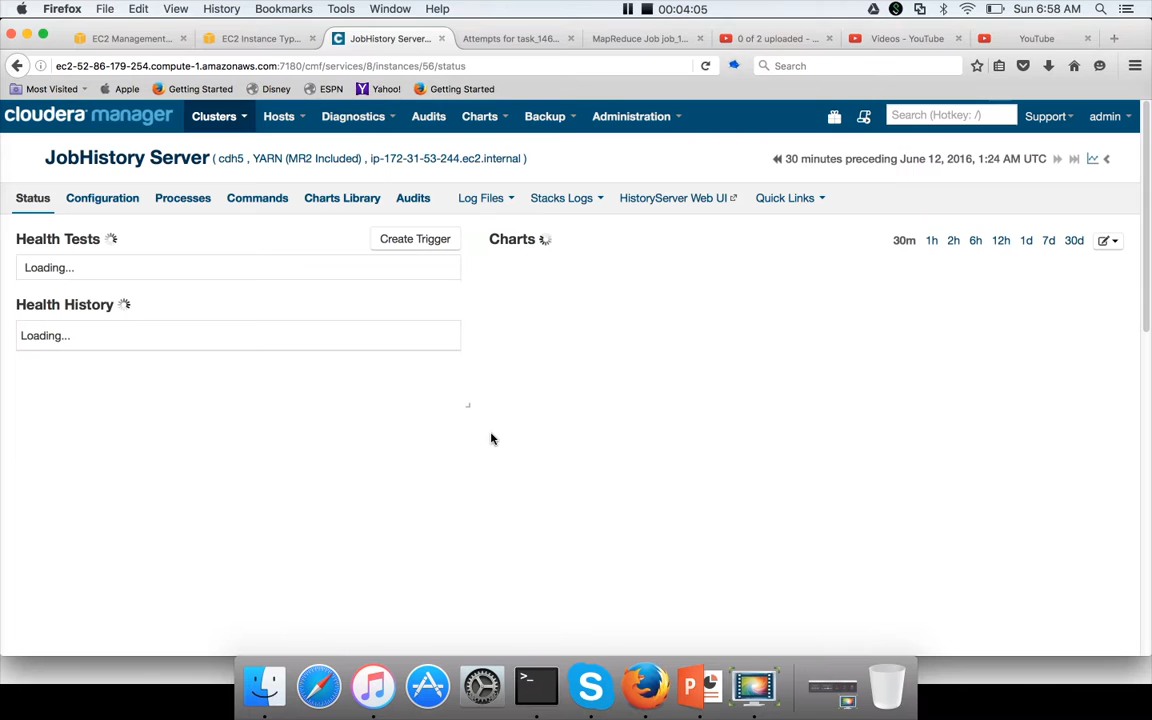 Firefox File Edit View History Bookmarks Tools Window Help 00:04:05 Sun 6:58 AM
EC2 Management... EC2 Instance Typ... JobHistory Server... Attempts for task_146... MapReduce Job job_1... 0 of 2 uploaded - ... Videos - YouTube YouTube
ec2-52-86-179-254.compute-1.amazonaws.com:7180/cmf/services/8/instances/56/status Search
Most Visited Apple Getting Started Disney ESPN Yahoo! Getting Started
cloudera manager Clusters Hosts Diagnostics Audits Charts Backup Administration Search (Hotkey: /) Support admin
JobHistory Server ( cdh5 , YARN (MR2 Included) , ip-172-31-53-244.ec2.internal ) 30 minutes preceding June 12, 2016, 1:24 AM UTC
Status Configuration Processes Commands Charts Library Audits Log Files Stacks Logs HistoryServer Web UI Quick Links
Health Tests Create Trigger Charts 30m 1h 2h 6h 12h 1d 7d 30d
Loading...
Health History
Loading...